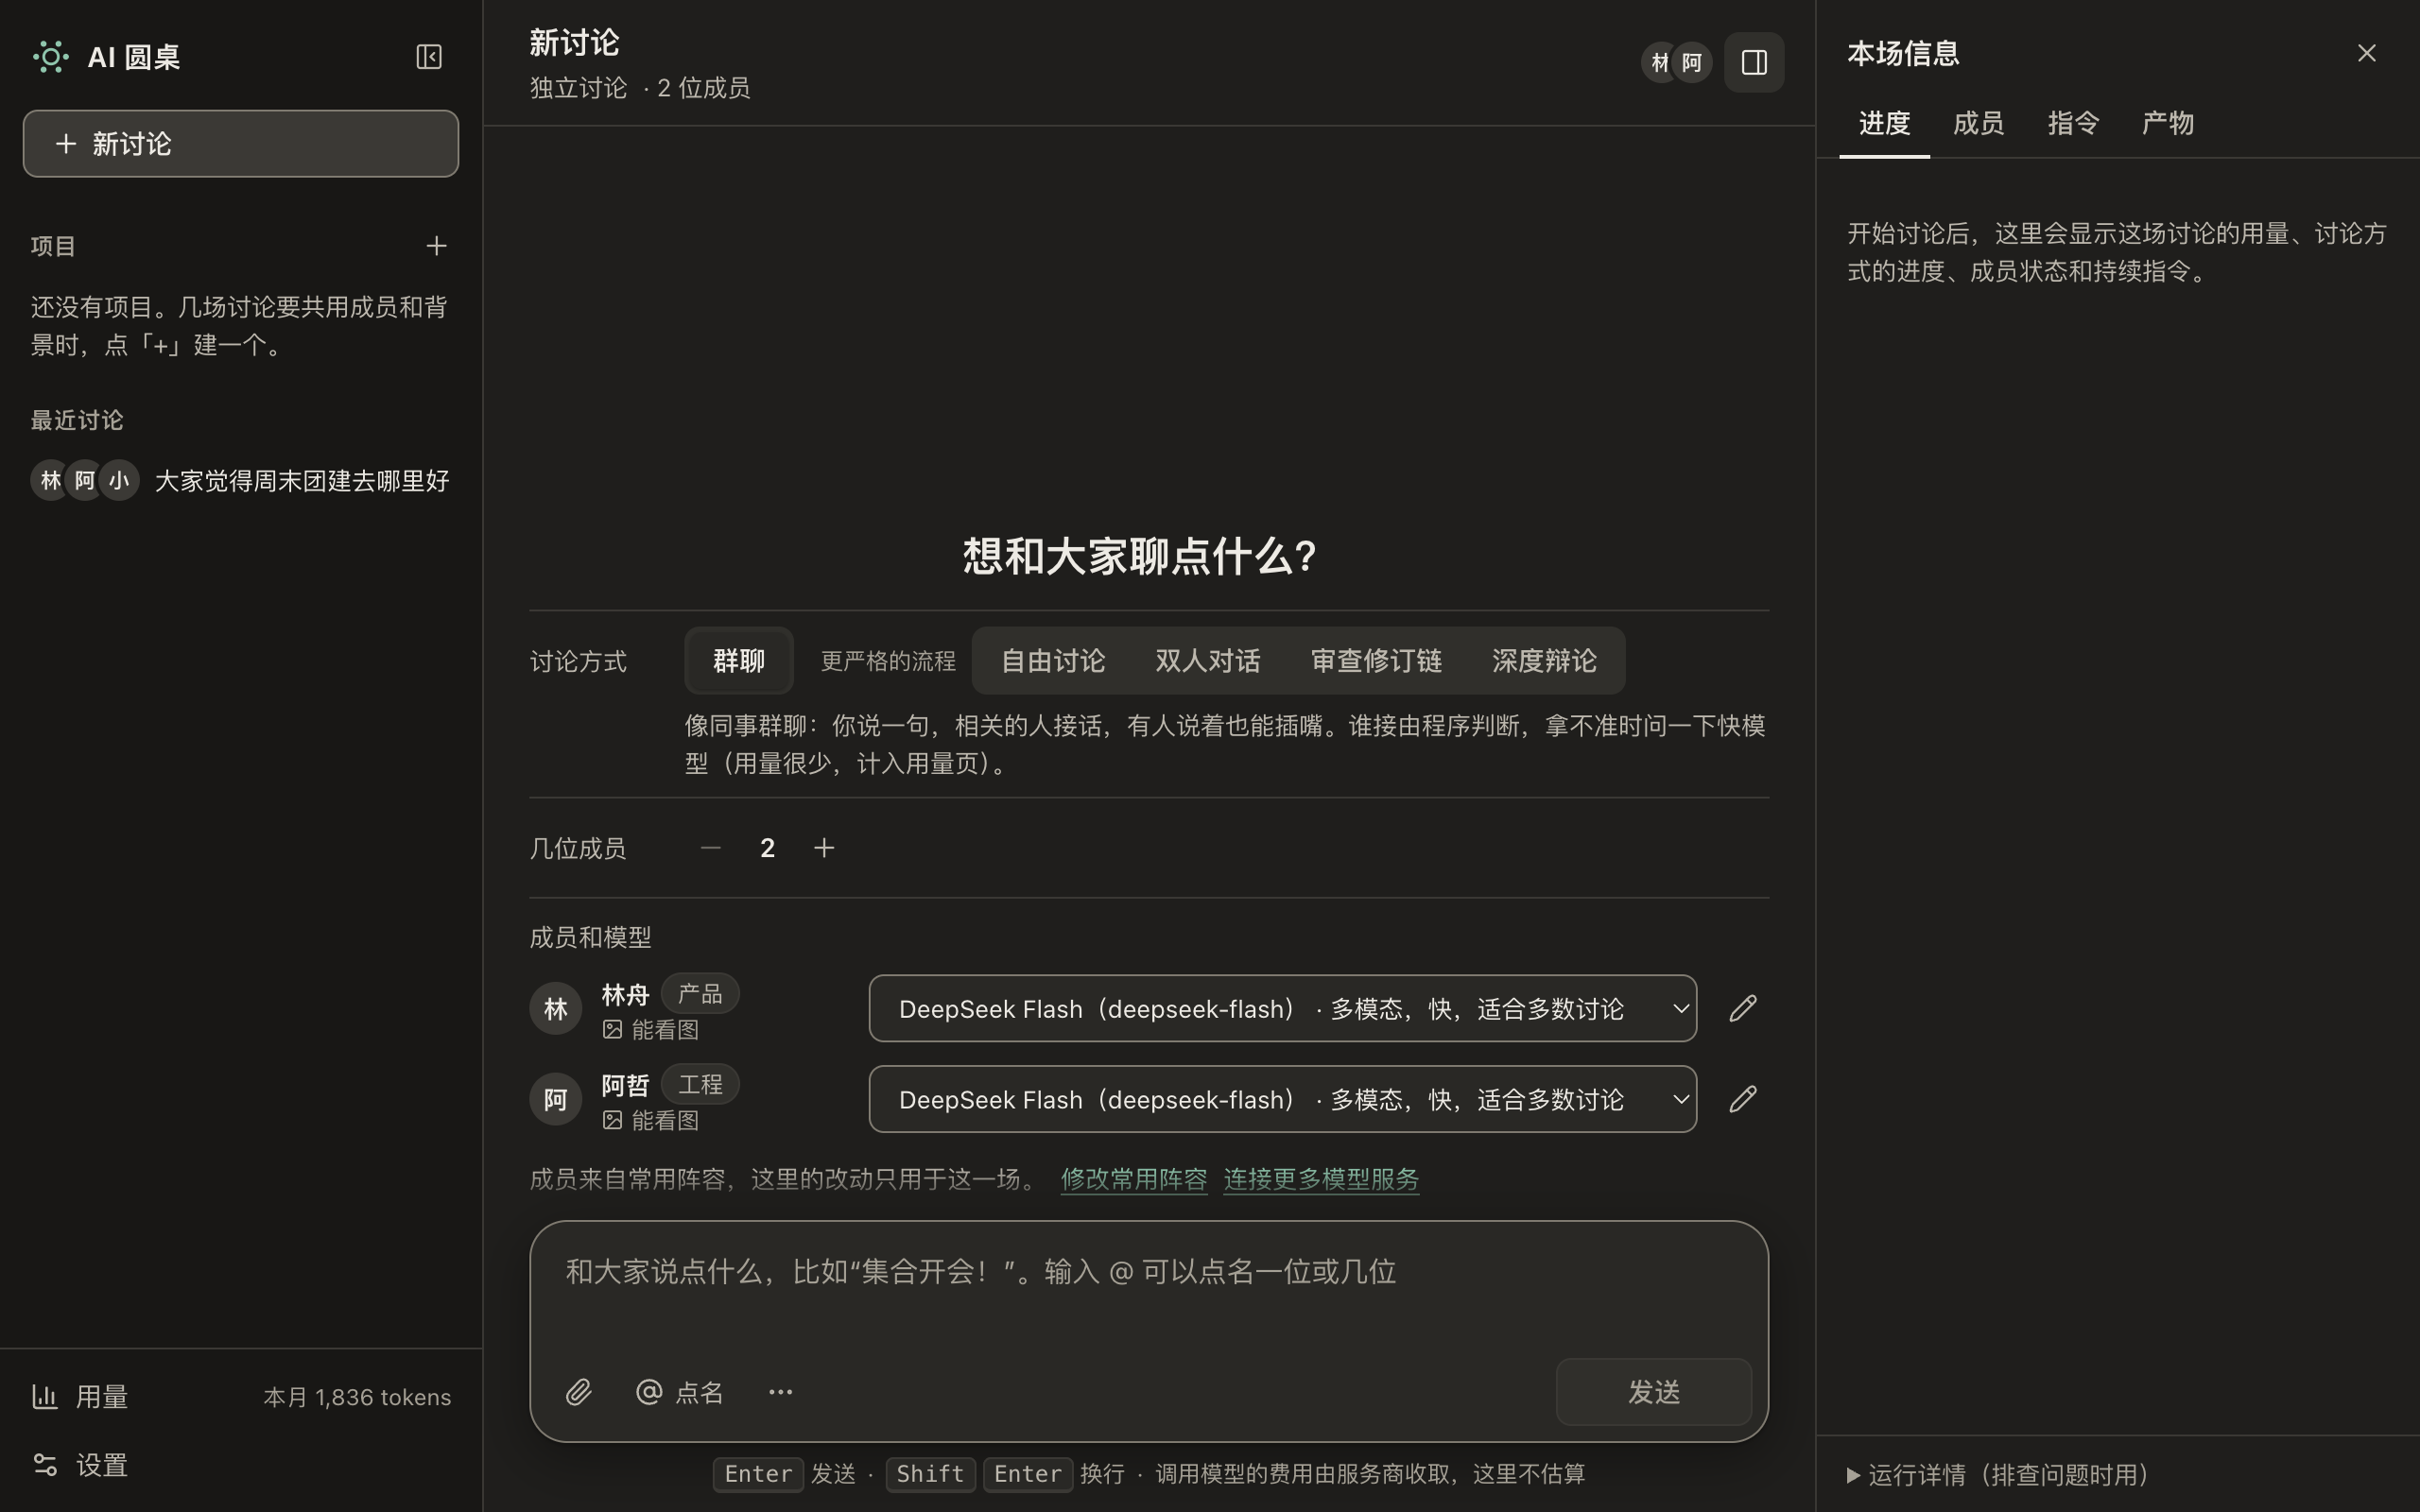 AI 圆桌
新讨论
项目
还没有项目。几场讨论要共用成员和背
景时，点「+」建一个。
最近讨论
林 阿 小 大家觉得周末团建去哪里好
用量 本月 1,836 tokens
设置
新讨论
独立讨论 · 2 位成员
林 阿
想和大家聊点什么？
讨论方式 群聊 更严格的流程 自由讨论 双人对话 审查修订链 深度辩论
像同事群聊：你说一句，相关的人接话，有人说着也能插嘴。谁接由程序判断，拿不准时问一下快模
型（用量很少，计入用量页）。
几位成员 2
成员和模型
林 林舟 产品
能看图
DeepSeek Flash（deepseek-flash） · 多模态，快，适合多数讨论
阿 阿哲 工程
能看图
DeepSeek Flash（deepseek-flash） · 多模态，快，适合多数讨论
成员来自常用阵容，这里的改动只用于这一场。 修改常用阵容 连接更多模型服务
和大家说点什么，比如“集合开会！”。输入 @ 可以点名一位或几位
@ 点名 ··· 发送
Enter 发送 · Shift Enter 换行 · 调用模型的费用由服务商收取，这里不估算
本场信息
进度 成员 指令 产物
开始讨论后，这里会显示这场讨论的用量、讨论方
式的进度、成员状态和持续指令。
运行详情（排查问题时用）